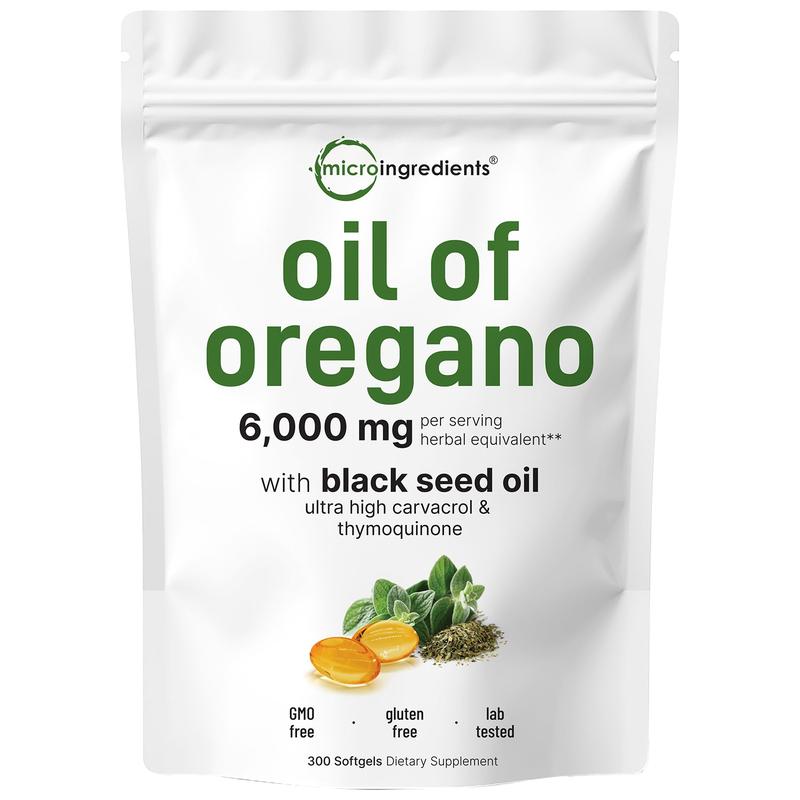 microingredients®
oil of
oregano
6,000 mg per serving
herbal equivalent**
with black seed oil
ultra high carvacrol &
thymoquinone
GMO free · gluten free · lab tested
300 Softgels Dietary Supplement